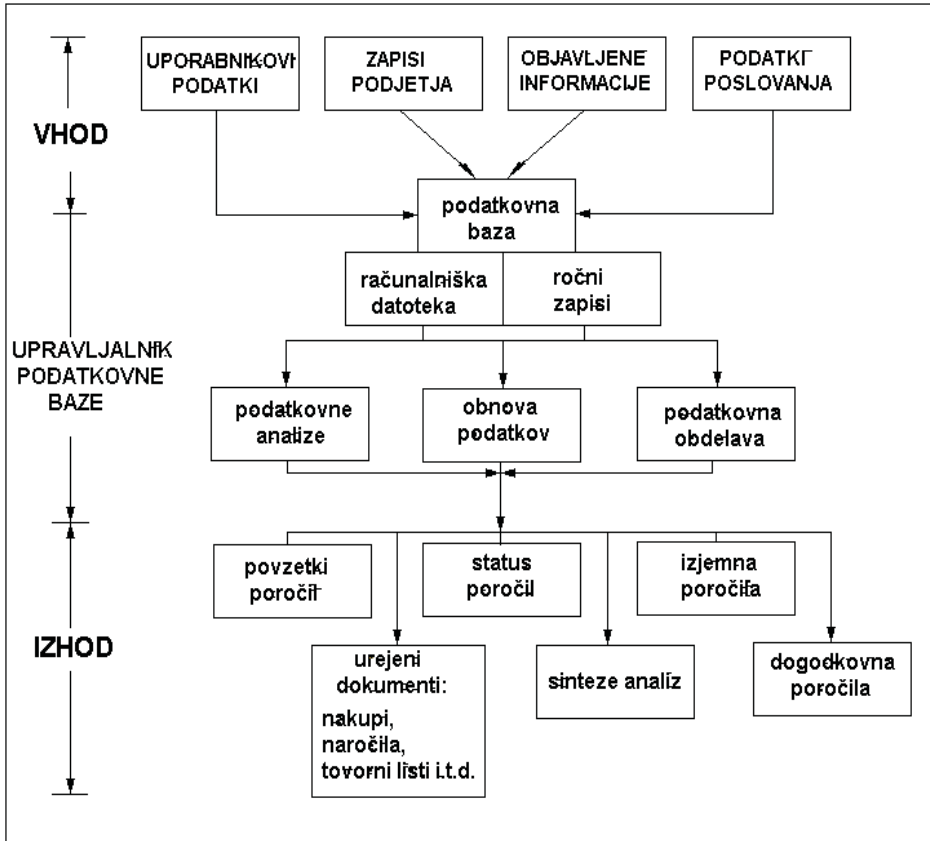 UPORABNIKOVI
PODATKI
ZAPISI
PODJETJA
OBJAVLJENE
INFORMACIJE
PODATKI
POSLOVANJA
VHOD
podatkovna
baza
računalniška
datoteka
ročni
zapisi
UPRAVLJALNIK
PODATKOVNE
BAZE
podatkovne
analize
obnova
podatkov
podatkovna
obdelava
povzetki
poročil
status
poročil
izjemna
poročila
IZHOD
urejeni
dokumenti:
nakupi,
naročila,
tovorni listi i.t.d.
sinteze analiz
dogodkovna
poročila